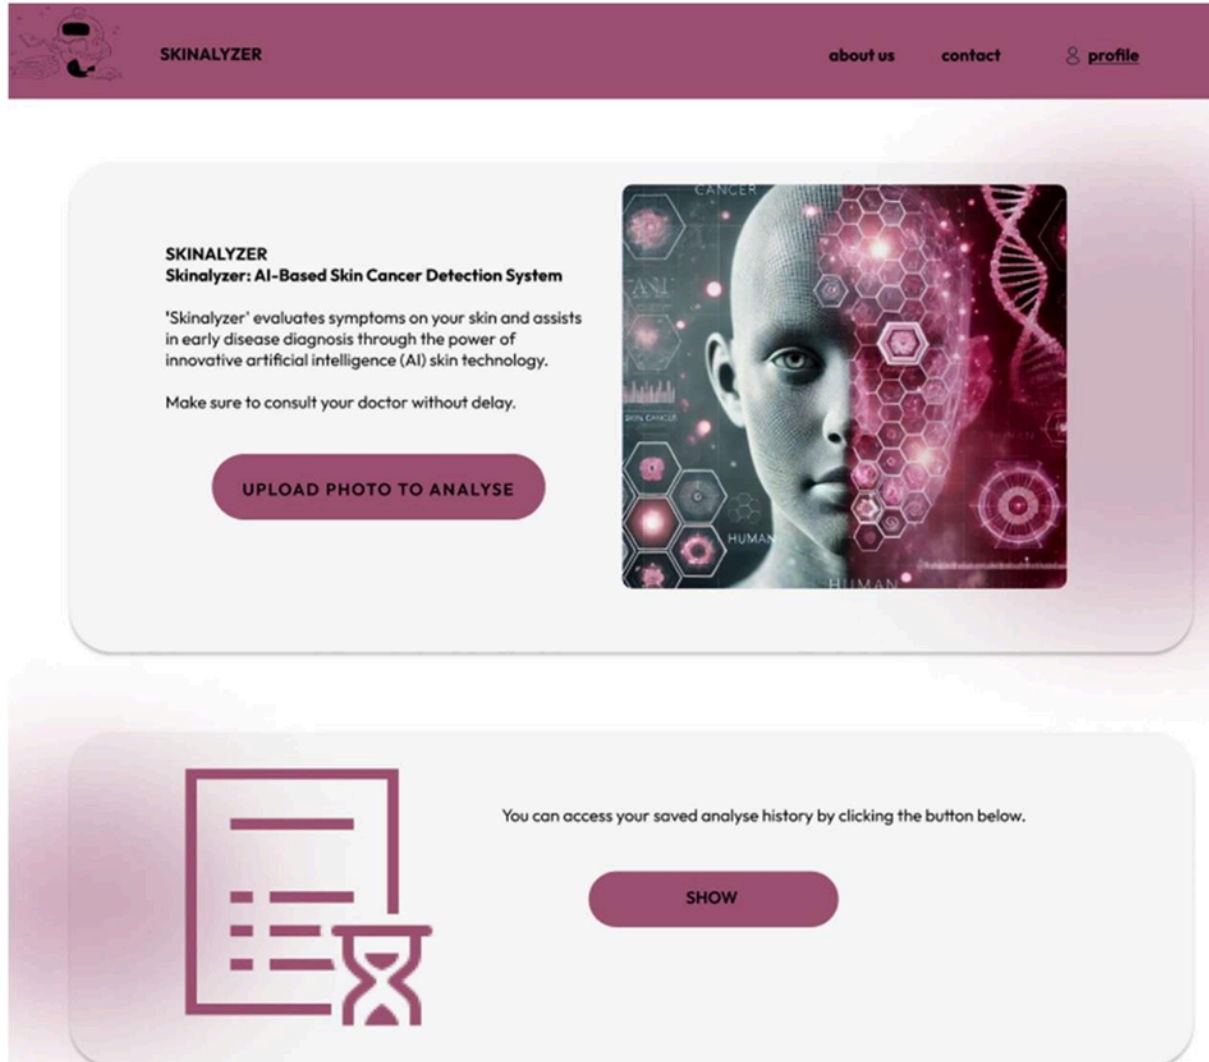 SKINALYZER
about us
contact
profile
SKINALYZER
Skinalyzer: AI-Based Skin Cancer Detection System
'Skinalyzer' evaluates symptoms on your skin and assists
in early disease diagnosis through the power of
innovative artificial intelligence (AI) skin technology.
Make sure to consult your doctor without delay.
UPLOAD PHOTO TO ANALYSE
CANCER
SKIN CANCER
HUMAN
HUMAN
HUMAN
You can access your saved analyse history by clicking the button below.
SHOW